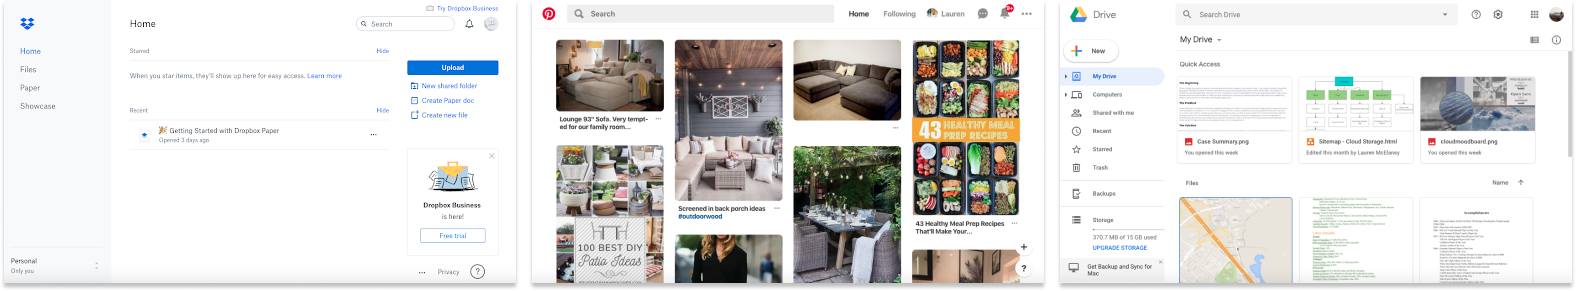 Try Dropbox Business
Home
Search
Home
Files
Paper
Showcase
Starred
Hide
When you star items, they'll show up here for easy access. Learn more
Recent
Hide
🎉 Getting Started with Dropbox Paper
Opened 3 days ago
Upload
New shared folder
Create Paper doc
Create new file
Dropbox Business
is here!
Free trial
Personal
Only you
Privacy
?
Search
Home
Following
Lauren
9+
Lounge 93" Sofa. Very tempt-
ed for our family room...
100 BEST DIY
Patio Ideas
Screened in back porch ideas
#outdoorwood
43 HEALTHY MEAL
PREP RECIPES
43 Healthy Meal Prep Recipes
That'll Make Your...
+
?
Drive
Search Drive
New
My Drive
Computers
Shared with me
Recent
Starred
Trash
Backups
Storage
370.7 MB of 15 GB used
UPGRADE STORAGE
Get Backup and Sync for
Mac
My Drive
Quick Access
Case Summary.png
You opened this week
Sitemap - Cloud Storage.html
Edited this month by Lauren McElaney
cloudmoodboard.png
You opened this week
Files
Name